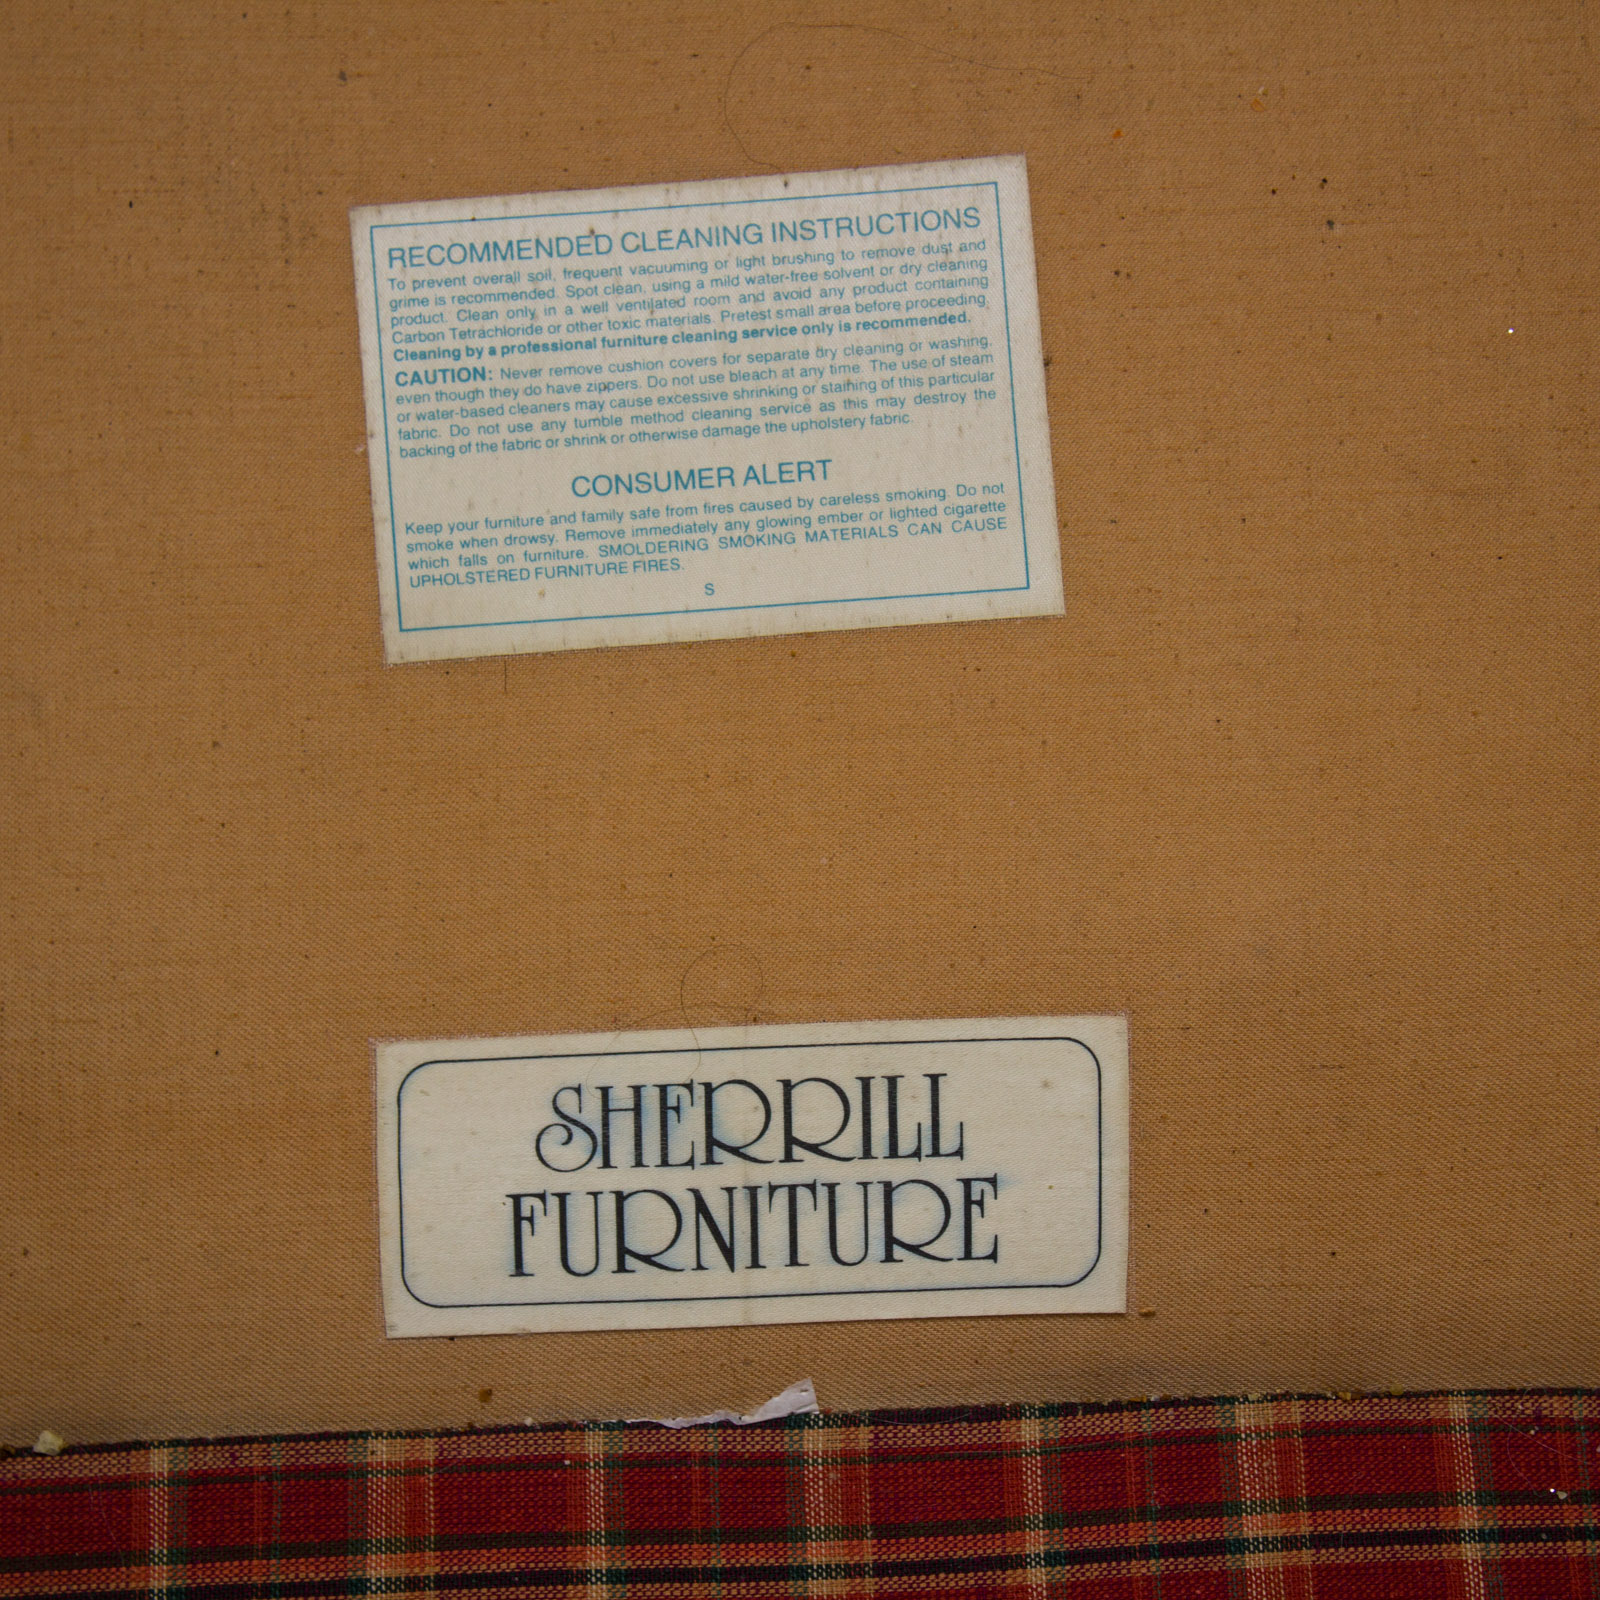 RECOMMENDED CLEANING INSTRUCTIONS
To prevent overall soil, frequent vacuuming or light brushing to remove dust and
grime is recommended. Spot clean, using a mild water-free solvent or dry cleaning
product. Clean only in a well ventilated room and avoid any product containing
Carbon Tetrachloride or other toxic materials. Pretest small area before proceeding.
Cleaning by a professional furniture cleaning service only is recommended.
CAUTION: Never remove cushion covers for separate dry cleaning or washing,
even though they do have zippers. Do not use bleach at any time. The use of steam
or water-based cleaners may cause excessive shrinking or staining of this particular
fabric. Do not use any tumble method cleaning service as this may destroy the
backing of the fabric or shrink or otherwise damage the upholstery fabric.
CONSUMER ALERT
Keep your furniture and family safe from fires caused by careless smoking. Do not
smoke when drowsy. Remove immediately any glowing ember or lighted cigarette
which falls on furniture. SMOLDERING SMOKING MATERIALS CAN CAUSE
UPHOLSTERED FURNITURE FIRES.
S
SHERRILL
FURNITURE